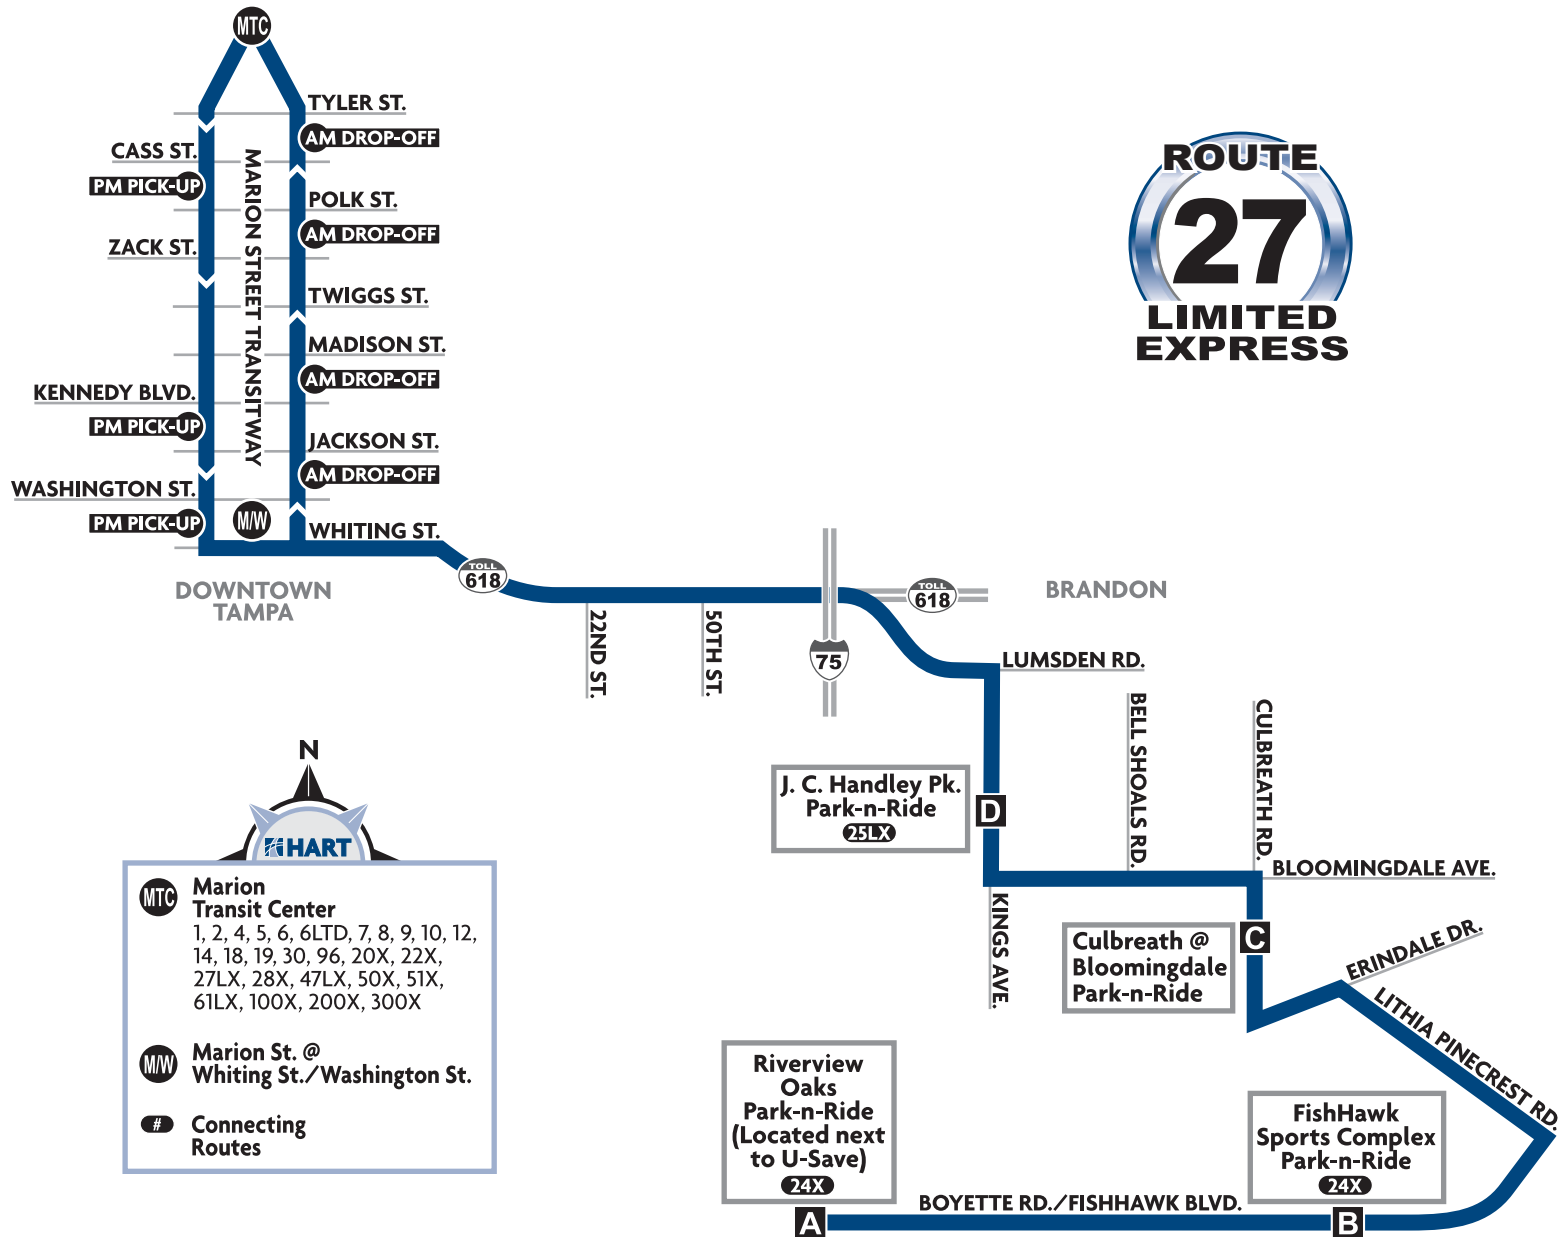 MTC
TYLER ST.
AM DROP-OFF
CASS ST.
PM PICK-UP
POLK ST.
AM DROP-OFF
ZACK ST.
MARION STREET TRANSITWAY
TWIGGS ST.
MADISON ST.
AM DROP-OFF
KENNEDY BLVD.
PM PICK-UP
JACKSON ST.
AM DROP-OFF
WASHINGTON ST.
PM PICK-UP
M/W
WHITING ST.
DOWNTOWN
TAMPA
ROUTE
27
LIMITED
EXPRESS
TOLL
618
22ND ST.
50TH ST.
75
TOLL
618
BRANDON
LUMSDEN RD.
BELL SHOALS RD.
CULBREATH RD.
J. C. Handley Pk.
Park-n-Ride
25LX
D
BLOOMINGDALE AVE.
KINGS AVE.
Culbreath @
Bloomingdale
Park-n-Ride
C
ERINDALE DR.
LITHIA PINECREST RD.
Riverview
Oaks
Park-n-Ride
(Located next
to U-Save)
24X
FishHawk
Sports Complex
Park-n-Ride
24X
BOYETTE RD./FISHHAWK BLVD.
A
B
N
HART
MTC
Marion
Transit Center
1, 2, 4, 5, 6, 6LTD, 7, 8, 9, 10, 12,
14, 18, 19, 30, 96, 20X, 22X,
27LX, 28X, 47LX, 50X, 51X,
61LX, 100X, 200X, 300X
M/W
Marion St. @
Whiting St./Washington St.
#
Connecting
Routes